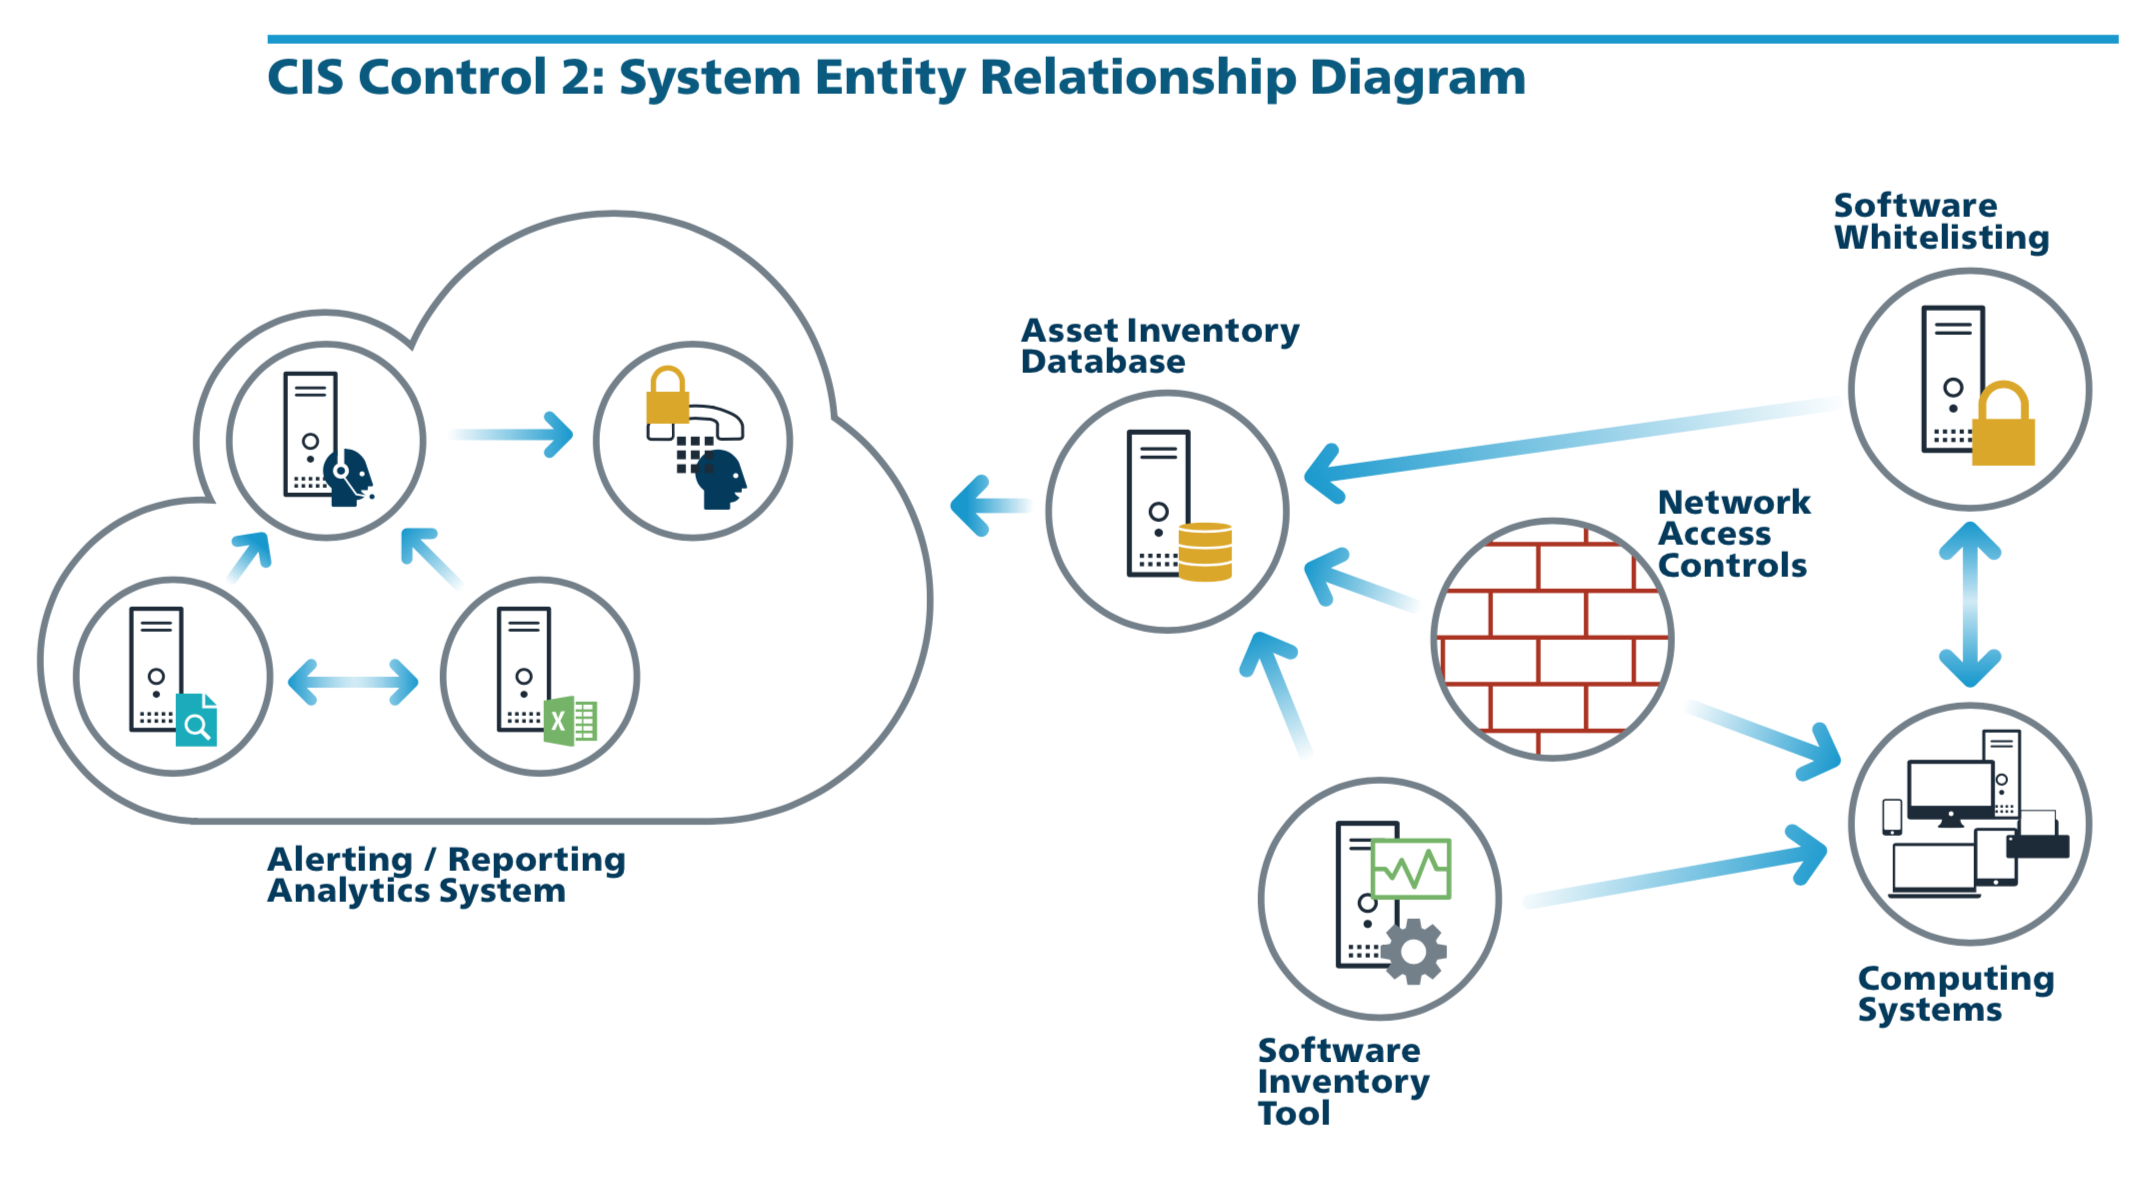 CIS Control 2: System Entity Relationship Diagram
Software
Whitelisting
Asset Inventory
Database
Network
Access
Controls
X
Alerting / Reporting
Analytics System
Computing
Systems
Software
Inventory
Tool